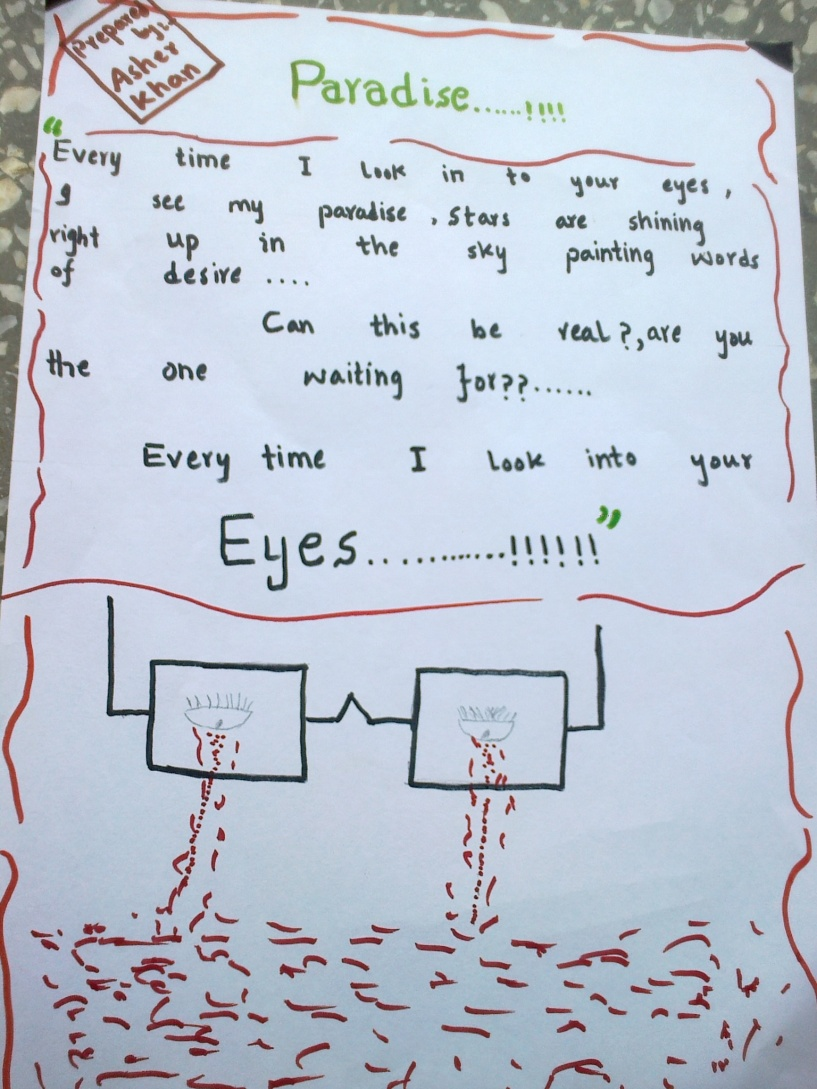 Prepared
by:-
Asher
Khan
Paradise......!!!!
"Every time I Look in to your eyes,
I see my paradise, stars are shining
right up in the sky painting words
of desire ....
Can this be real?,are you
the one waiting for??......
Every time I Look into your
Eyes............!!!!!!"